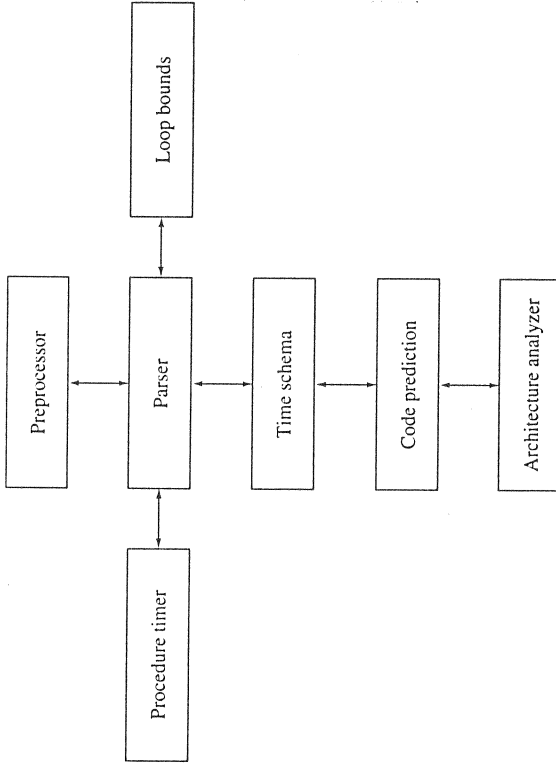 Preprocessor
Procedure timer
Parser
Loop bounds
Time schema
Code prediction
Architecture analyzer